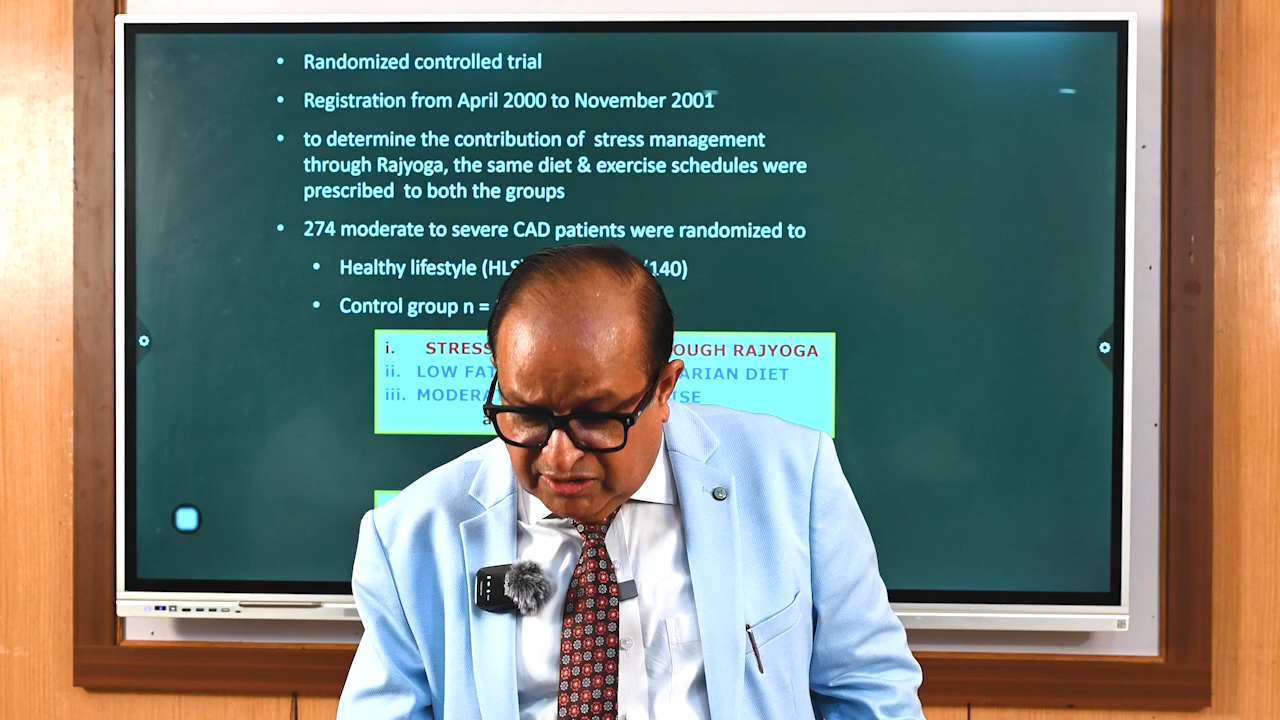 • Randomized controlled trial
• Registration from April 2000 to November 2001
• to determine the contribution of stress management
through Rajyoga, the same diet & exercise schedules were
prescribed to both the groups
• 274 moderate to severe CAD patients were randomized to
• Healthy lifestyle (HLS /140)
• Control group n =
i. STRESS OUGH RAJYOGA
ii. LOW FAT ARIAN DIET
iii. MODERA ISE